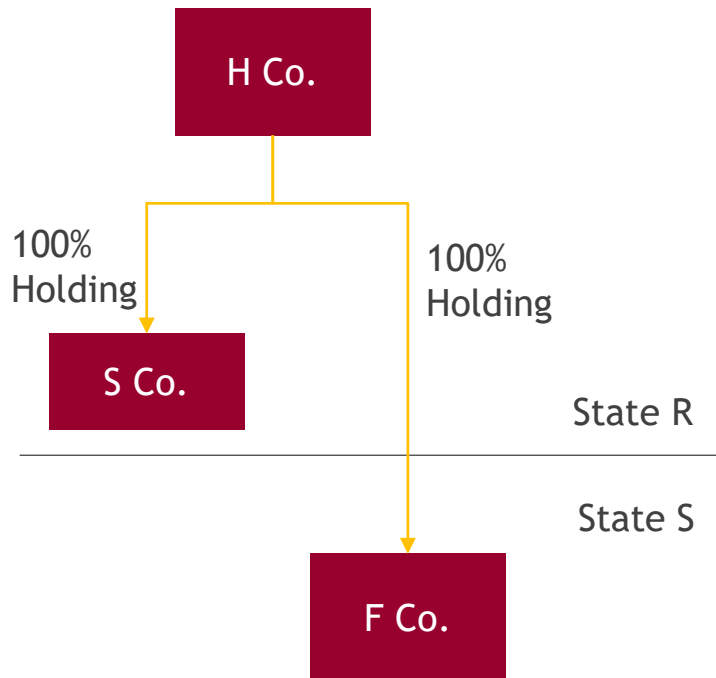 H Co.
100%
Holding
100%
Holding
S Co.
State R
State S
F Co.